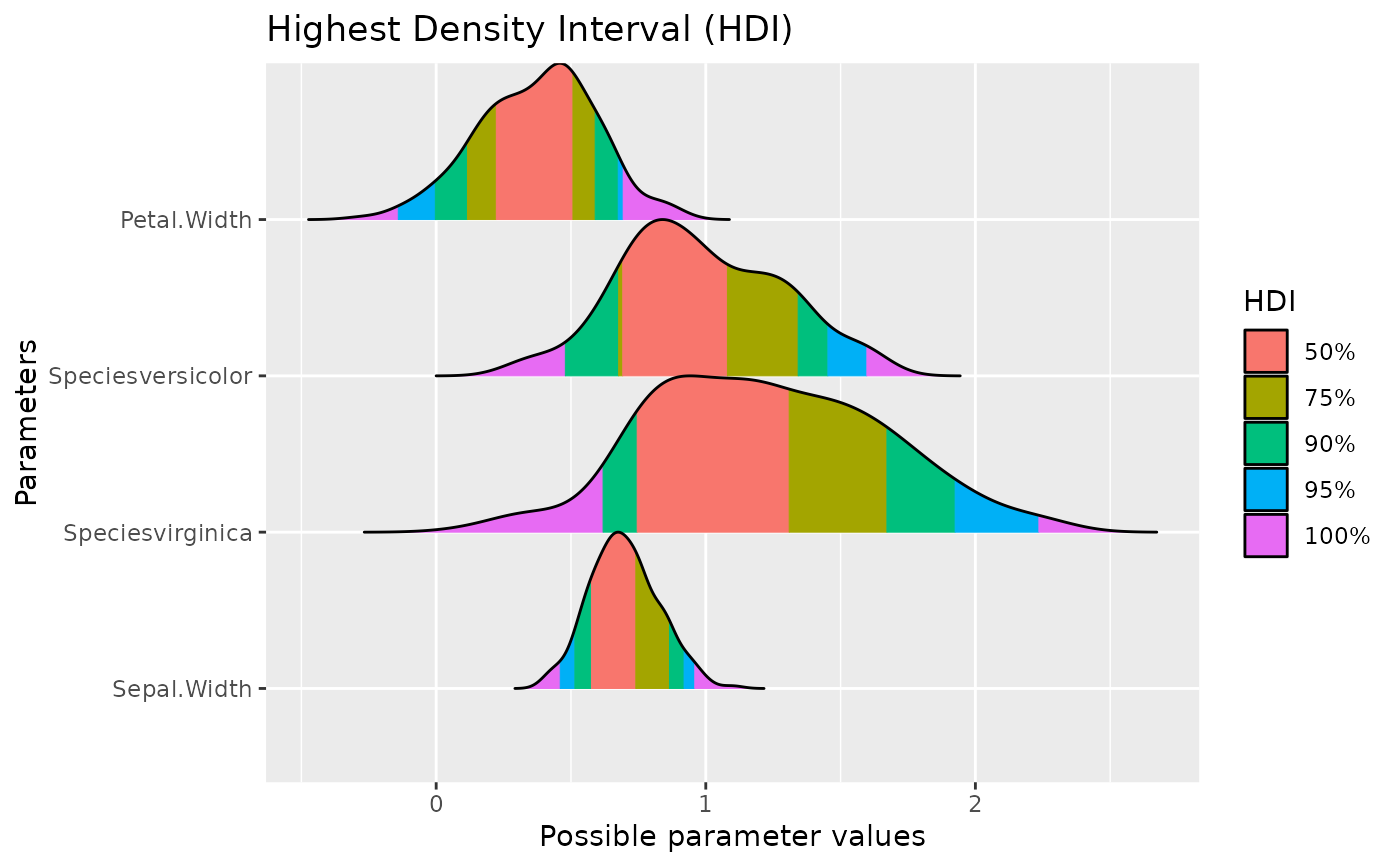 Highest Density Interval (HDI)
Parameters
Petal.Width
Speciesversicolor
Speciesvirginica
Sepal.Width
0
1
2
Possible parameter values
HDI
50%
75%
90%
95%
100%